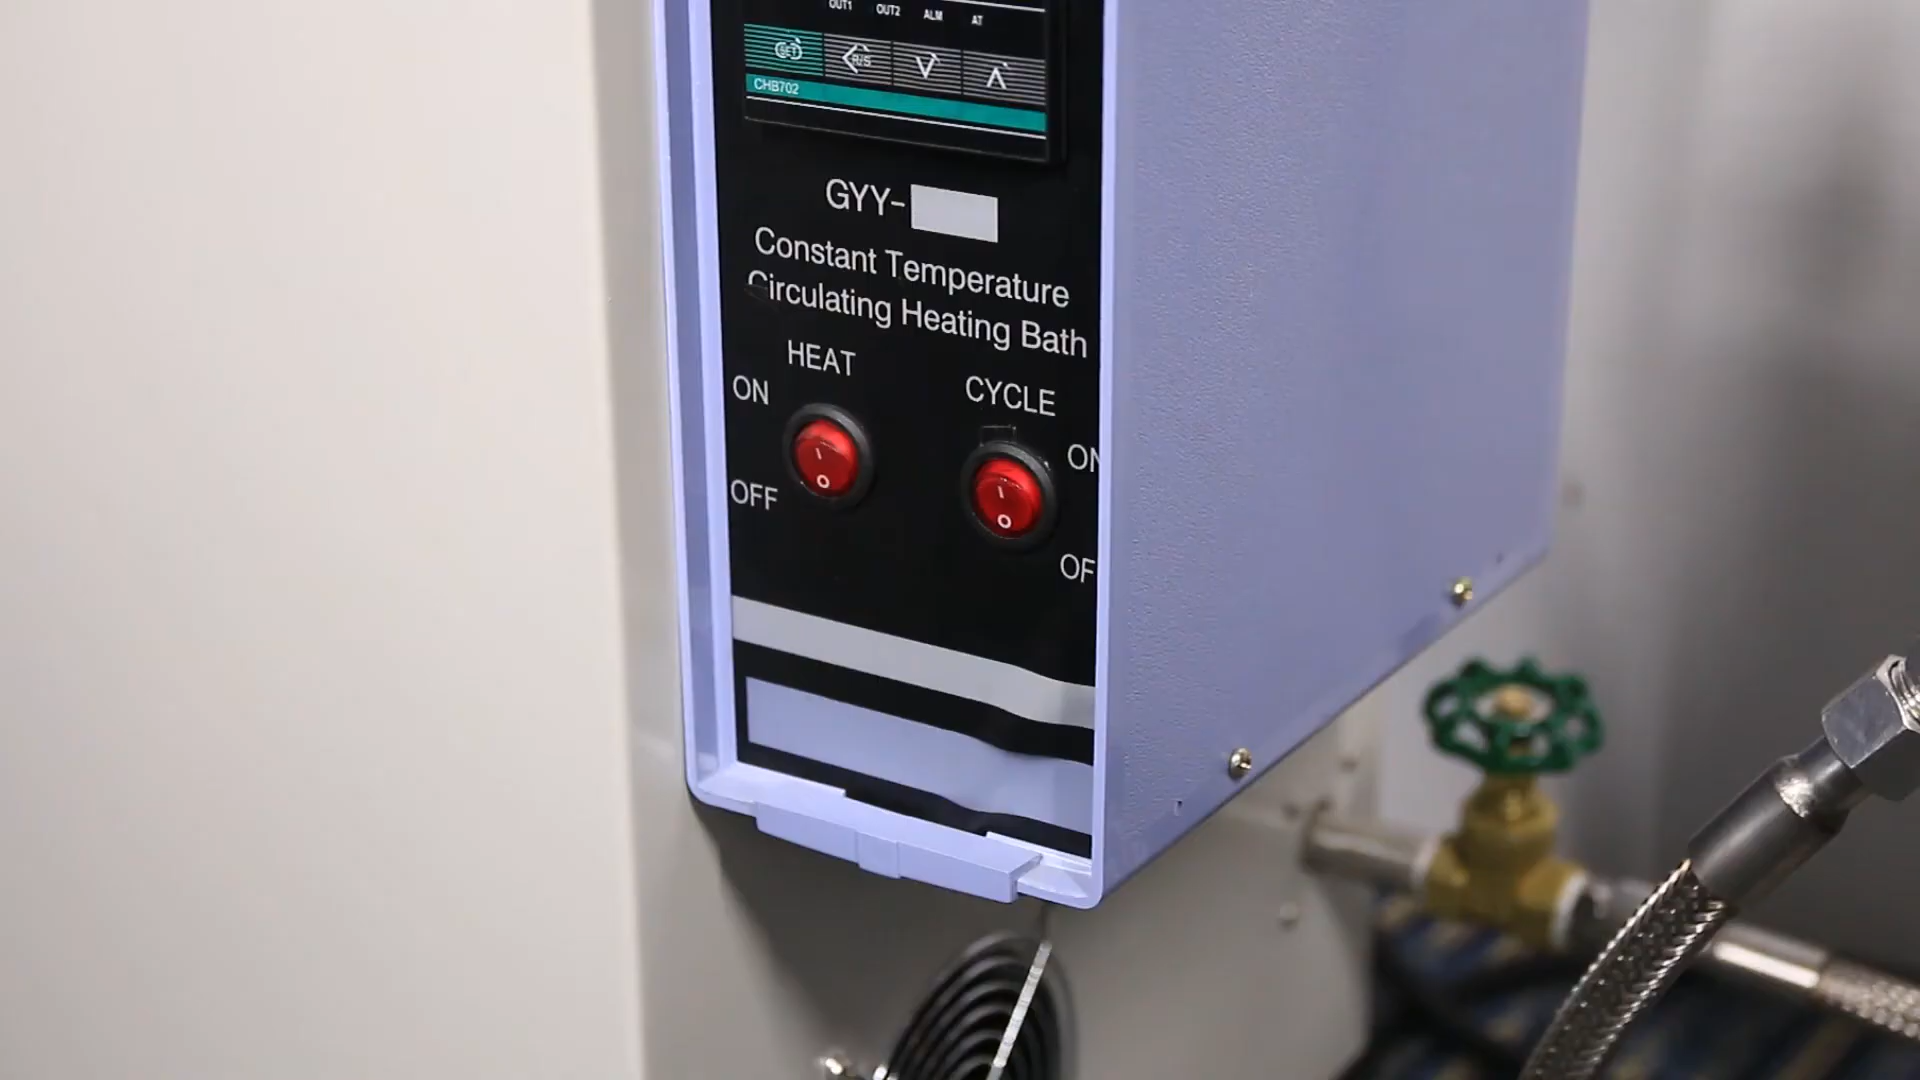 OUT1 OUT2 ALM AT
SET R/S
CHB702
GYY-
Constant Temperature
Circulating Heating Bath
HEAT
CYCLE
ON
ON
OFF
OF